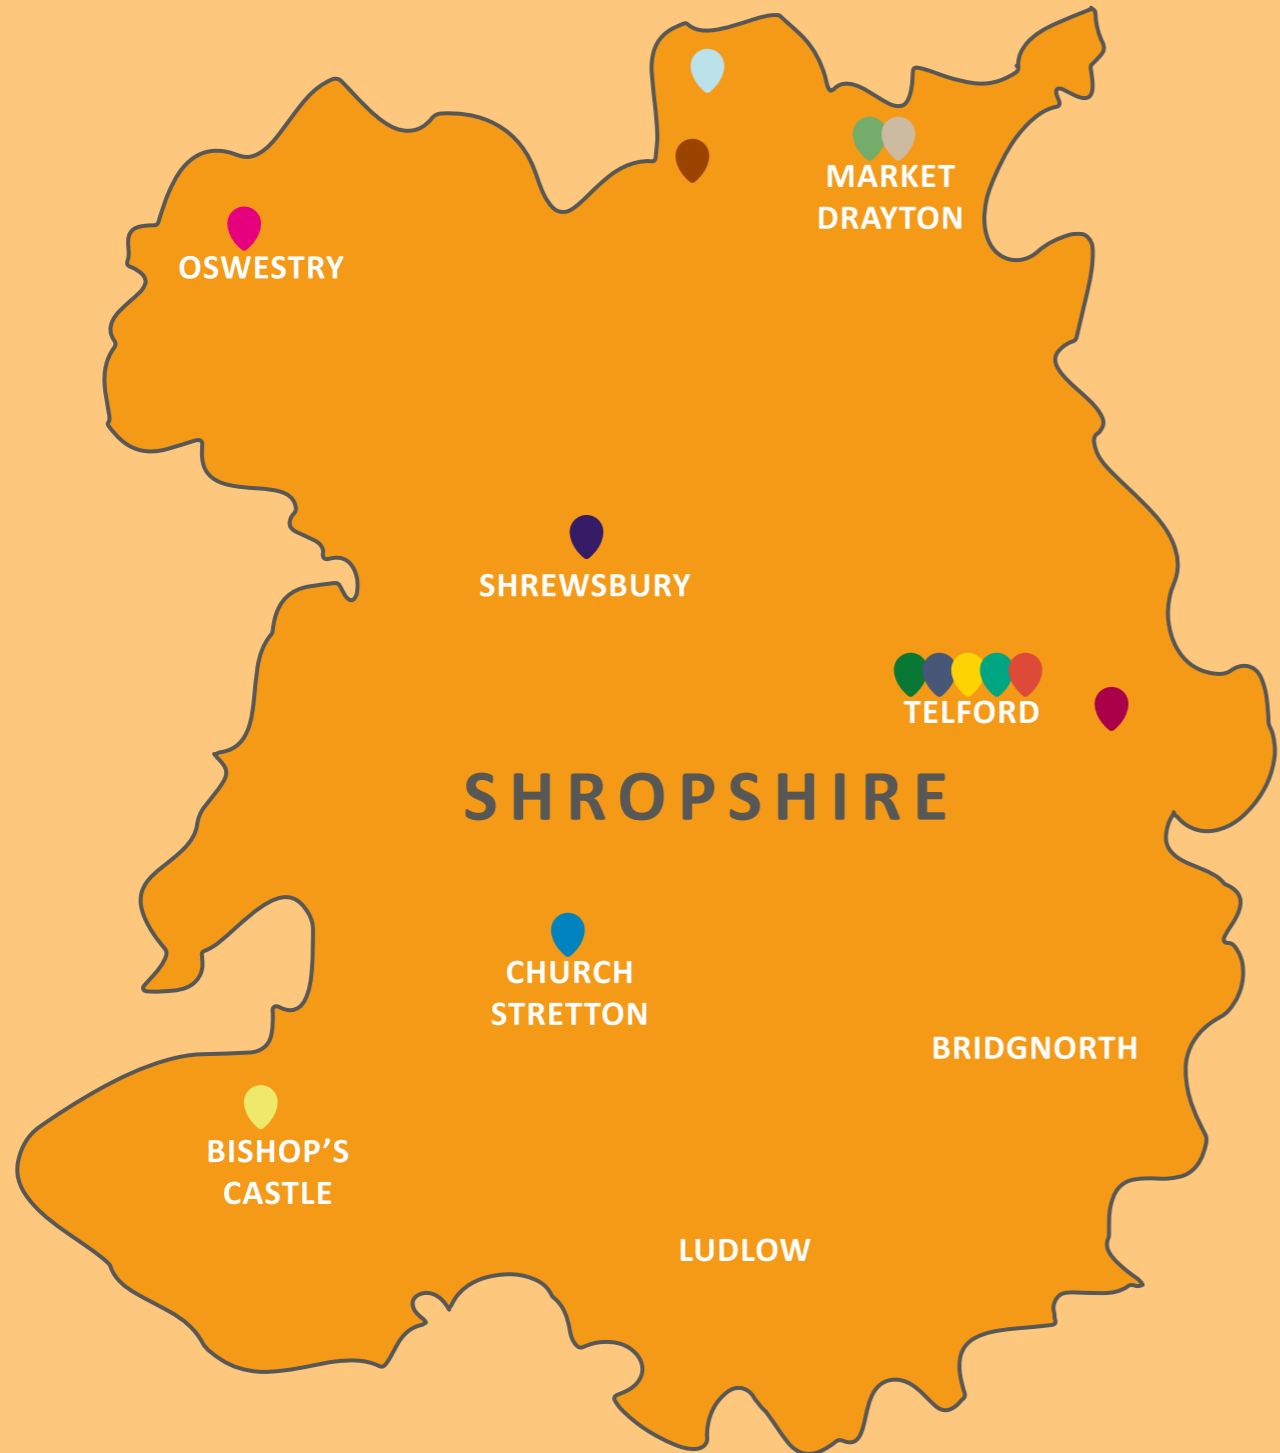 MARKET
DRAYTON
OSWESTRY
SHREWSBURY
TELFORD
SHROPSHIRE
CHURCH
STRETTON
BRIDGNORTH
BISHOP’S
CASTLE
LUDLOW